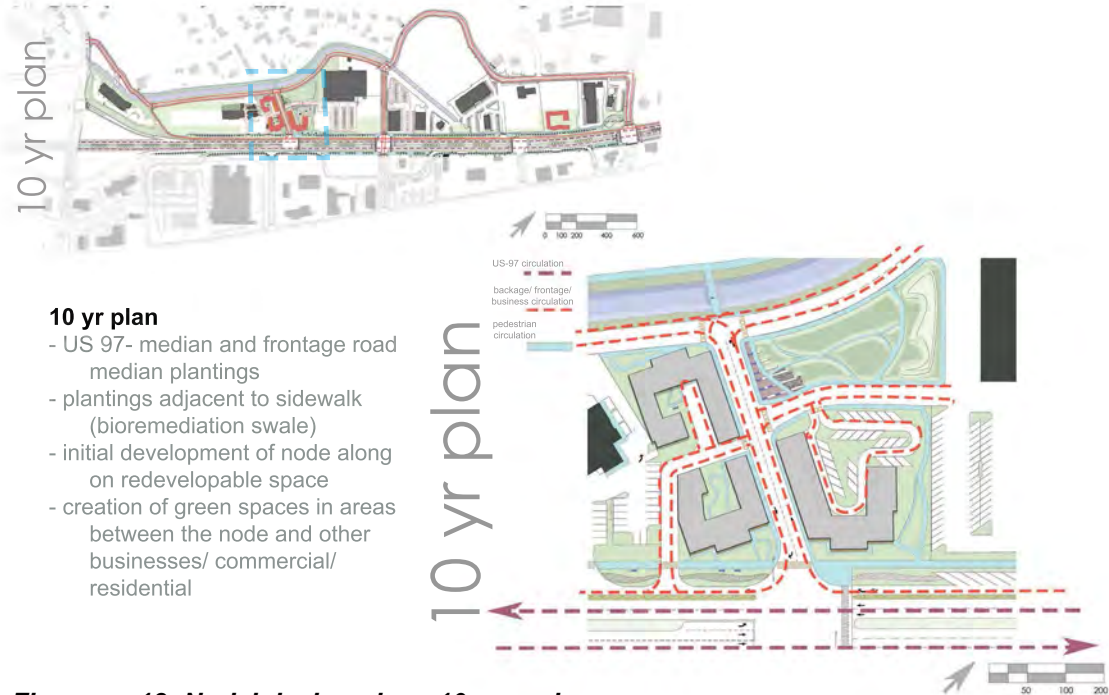 10 yr plan
0 100 200 400 600
US-97 circulation
backage/ frontage/
business circulation
pedestrian
circulation
10 yr plan
- US 97- median and frontage road
median plantings
- plantings adjacent to sidewalk
(bioremediation swale)
- initial development of node along
on redevelopable space
- creation of green spaces in areas
between the node and other
businesses/ commercial/
residential
10 yr plan
50 100 200